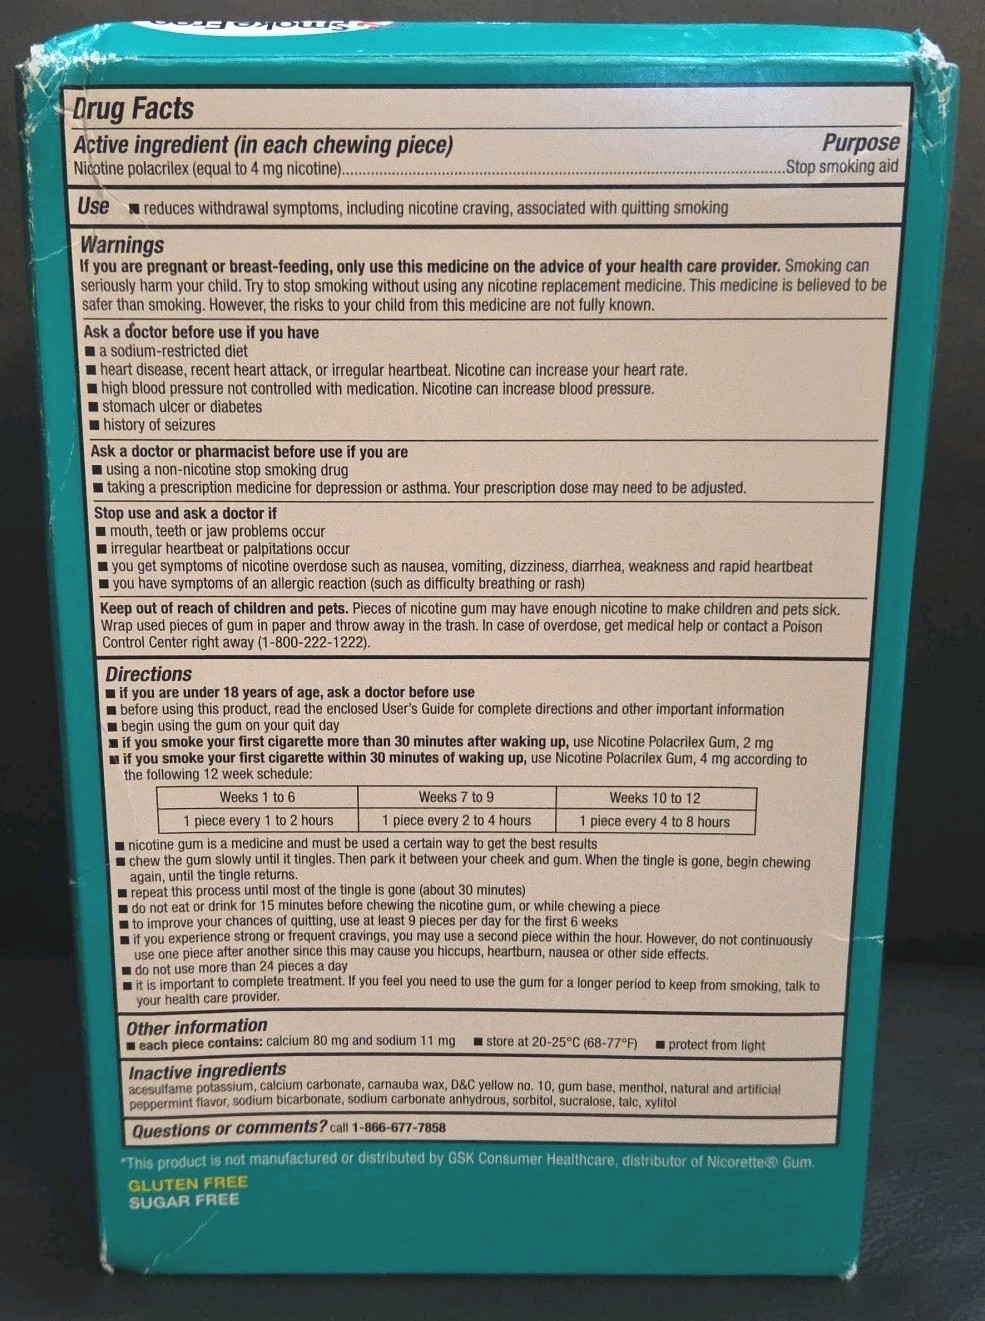 SmokeFree
Drug Facts
Active ingredient (in each chewing piece) Purpose
Nicotine polacrilex (equal to 4 mg nicotine)....................Stop smoking aid
Use ■ reduces withdrawal symptoms, including nicotine craving, associated with quitting smoking
Warnings
If you are pregnant or breast-feeding, only use this medicine on the advice of your health care provider. Smoking can
seriously harm your child. Try to stop smoking without using any nicotine replacement medicine. This medicine is believed to be
safer than smoking. However, the risks to your child from this medicine are not fully known.
Ask a doctor before use if you have
■ a sodium-restricted diet
■ heart disease, recent heart attack, or irregular heartbeat. Nicotine can increase your heart rate.
■ high blood pressure not controlled with medication. Nicotine can increase blood pressure.
■ stomach ulcer or diabetes
■ history of seizures
Ask a doctor or pharmacist before use if you are
■ using a non-nicotine stop smoking drug
■ taking a prescription medicine for depression or asthma. Your prescription dose may need to be adjusted.
Stop use and ask a doctor if
■ mouth, teeth or jaw problems occur
■ irregular heartbeat or palpitations occur
■ you get symptoms of nicotine overdose such as nausea, vomiting, dizziness, diarrhea, weakness and rapid heartbeat
■ you have symptoms of an allergic reaction (such as difficulty breathing or rash)
Keep out of reach of children and pets. Pieces of nicotine gum may have enough nicotine to make children and pets sick.
Wrap used pieces of gum in paper and throw away in the trash. In case of overdose, get medical help or contact a Poison
Control Center right away (1-800-222-1222).
Directions
■ if you are under 18 years of age, ask a doctor before use
■ before using this product, read the enclosed User's Guide for complete directions and other important information
■ begin using the gum on your quit day
■ if you smoke your first cigarette more than 30 minutes after waking up, use Nicotine Polacrilex Gum, 2 mg
■ if you smoke your first cigarette within 30 minutes of waking up, use Nicotine Polacrilex Gum, 4 mg according to
the following 12 week schedule:
Weeks 1 to 6 Weeks 7 to 9 Weeks 10 to 12
1 piece every 1 to 2 hours 1 piece every 2 to 4 hours 1 piece every 4 to 8 hours
■ nicotine gum is a medicine and must be used a certain way to get the best results
■ chew the gum slowly until it tingles. Then park it between your cheek and gum. When the tingle is gone, begin chewing
again, until the tingle returns.
■ repeat this process until most of the tingle is gone (about 30 minutes)
■ do not eat or drink for 15 minutes before chewing the nicotine gum, or while chewing a piece
■ to improve your chances of quitting, use at least 9 pieces per day for the first 6 weeks
■ if you experience strong or frequent cravings, you may use a second piece within the hour. However, do not continuously
use one piece after another since this may cause you hiccups, heartburn, nausea or other side effects.
■ do not use more than 24 pieces a day
■ it is important to complete treatment. If you feel you need to use the gum for a longer period to keep from smoking, talk to
your health care provider.
Other information
■ each piece contains: calcium 80 mg and sodium 11 mg ■ store at 20-25°C (68-77°F) ■ protect from light
Inactive ingredients
acesulfame potassium, calcium carbonate, carnauba wax, D&C yellow no. 10, gum base, menthol, natural and artificial
peppermint flavor, sodium bicarbonate, sodium carbonate anhydrous, sorbitol, sucralose, talc, xylitol
Questions or comments? call 1-866-677-7858
*This product is not manufactured or distributed by GSK Consumer Healthcare, distributor of Nicorette® Gum.
GLUTEN FREE
SUGAR FREE